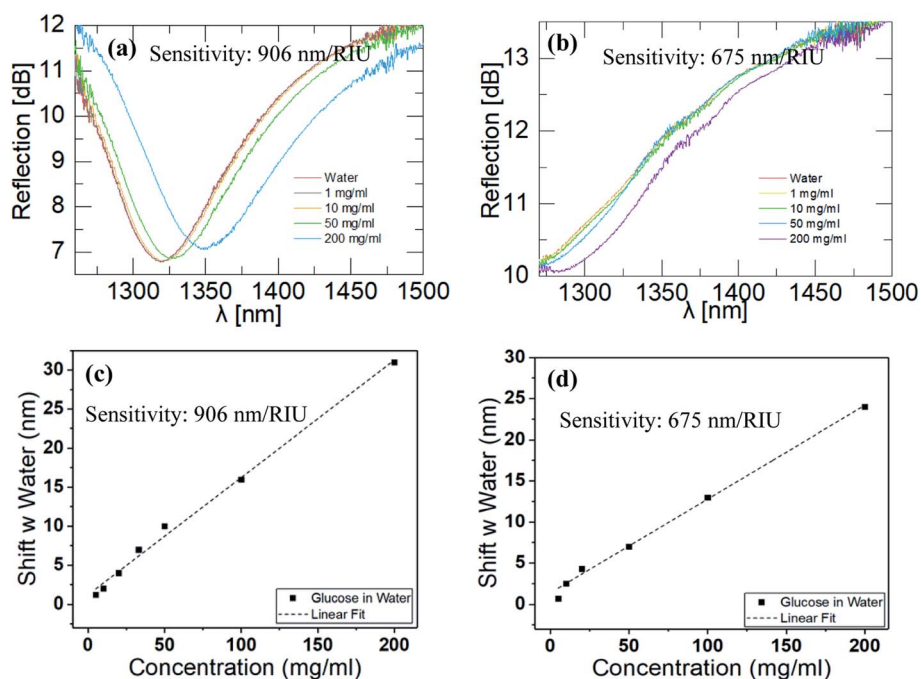 (a) Sensitivity: 906 nm/RIU
12
11
10
9
8
7
Reflection [dB]
Water
1 mg/ml
10 mg/ml
50 mg/ml
200 mg/ml
1300 1350 1400 1450 1500
λ [nm]
(b) Sensitivity: 675 nm/RIU
13
12
11
10
Reflection [dB]
Water
1 mg/ml
10 mg/ml
50 mg/ml
200 mg/ml
1300 1350 1400 1450 1500
λ [nm]
(c)
Sensitivity: 906 nm/RIU
30
25
20
15
10
5
0
Shift w Water (nm)
Glucose in Water
Linear Fit
0 50 100 150 200
Concentration (mg/ml)
(d)
Sensitivity: 675 nm/RIU
30
25
20
15
10
5
0
Shift w Water (nm)
Glucose in Water
Linear Fit
0 50 100 150 200
Concentration (mg/ml)